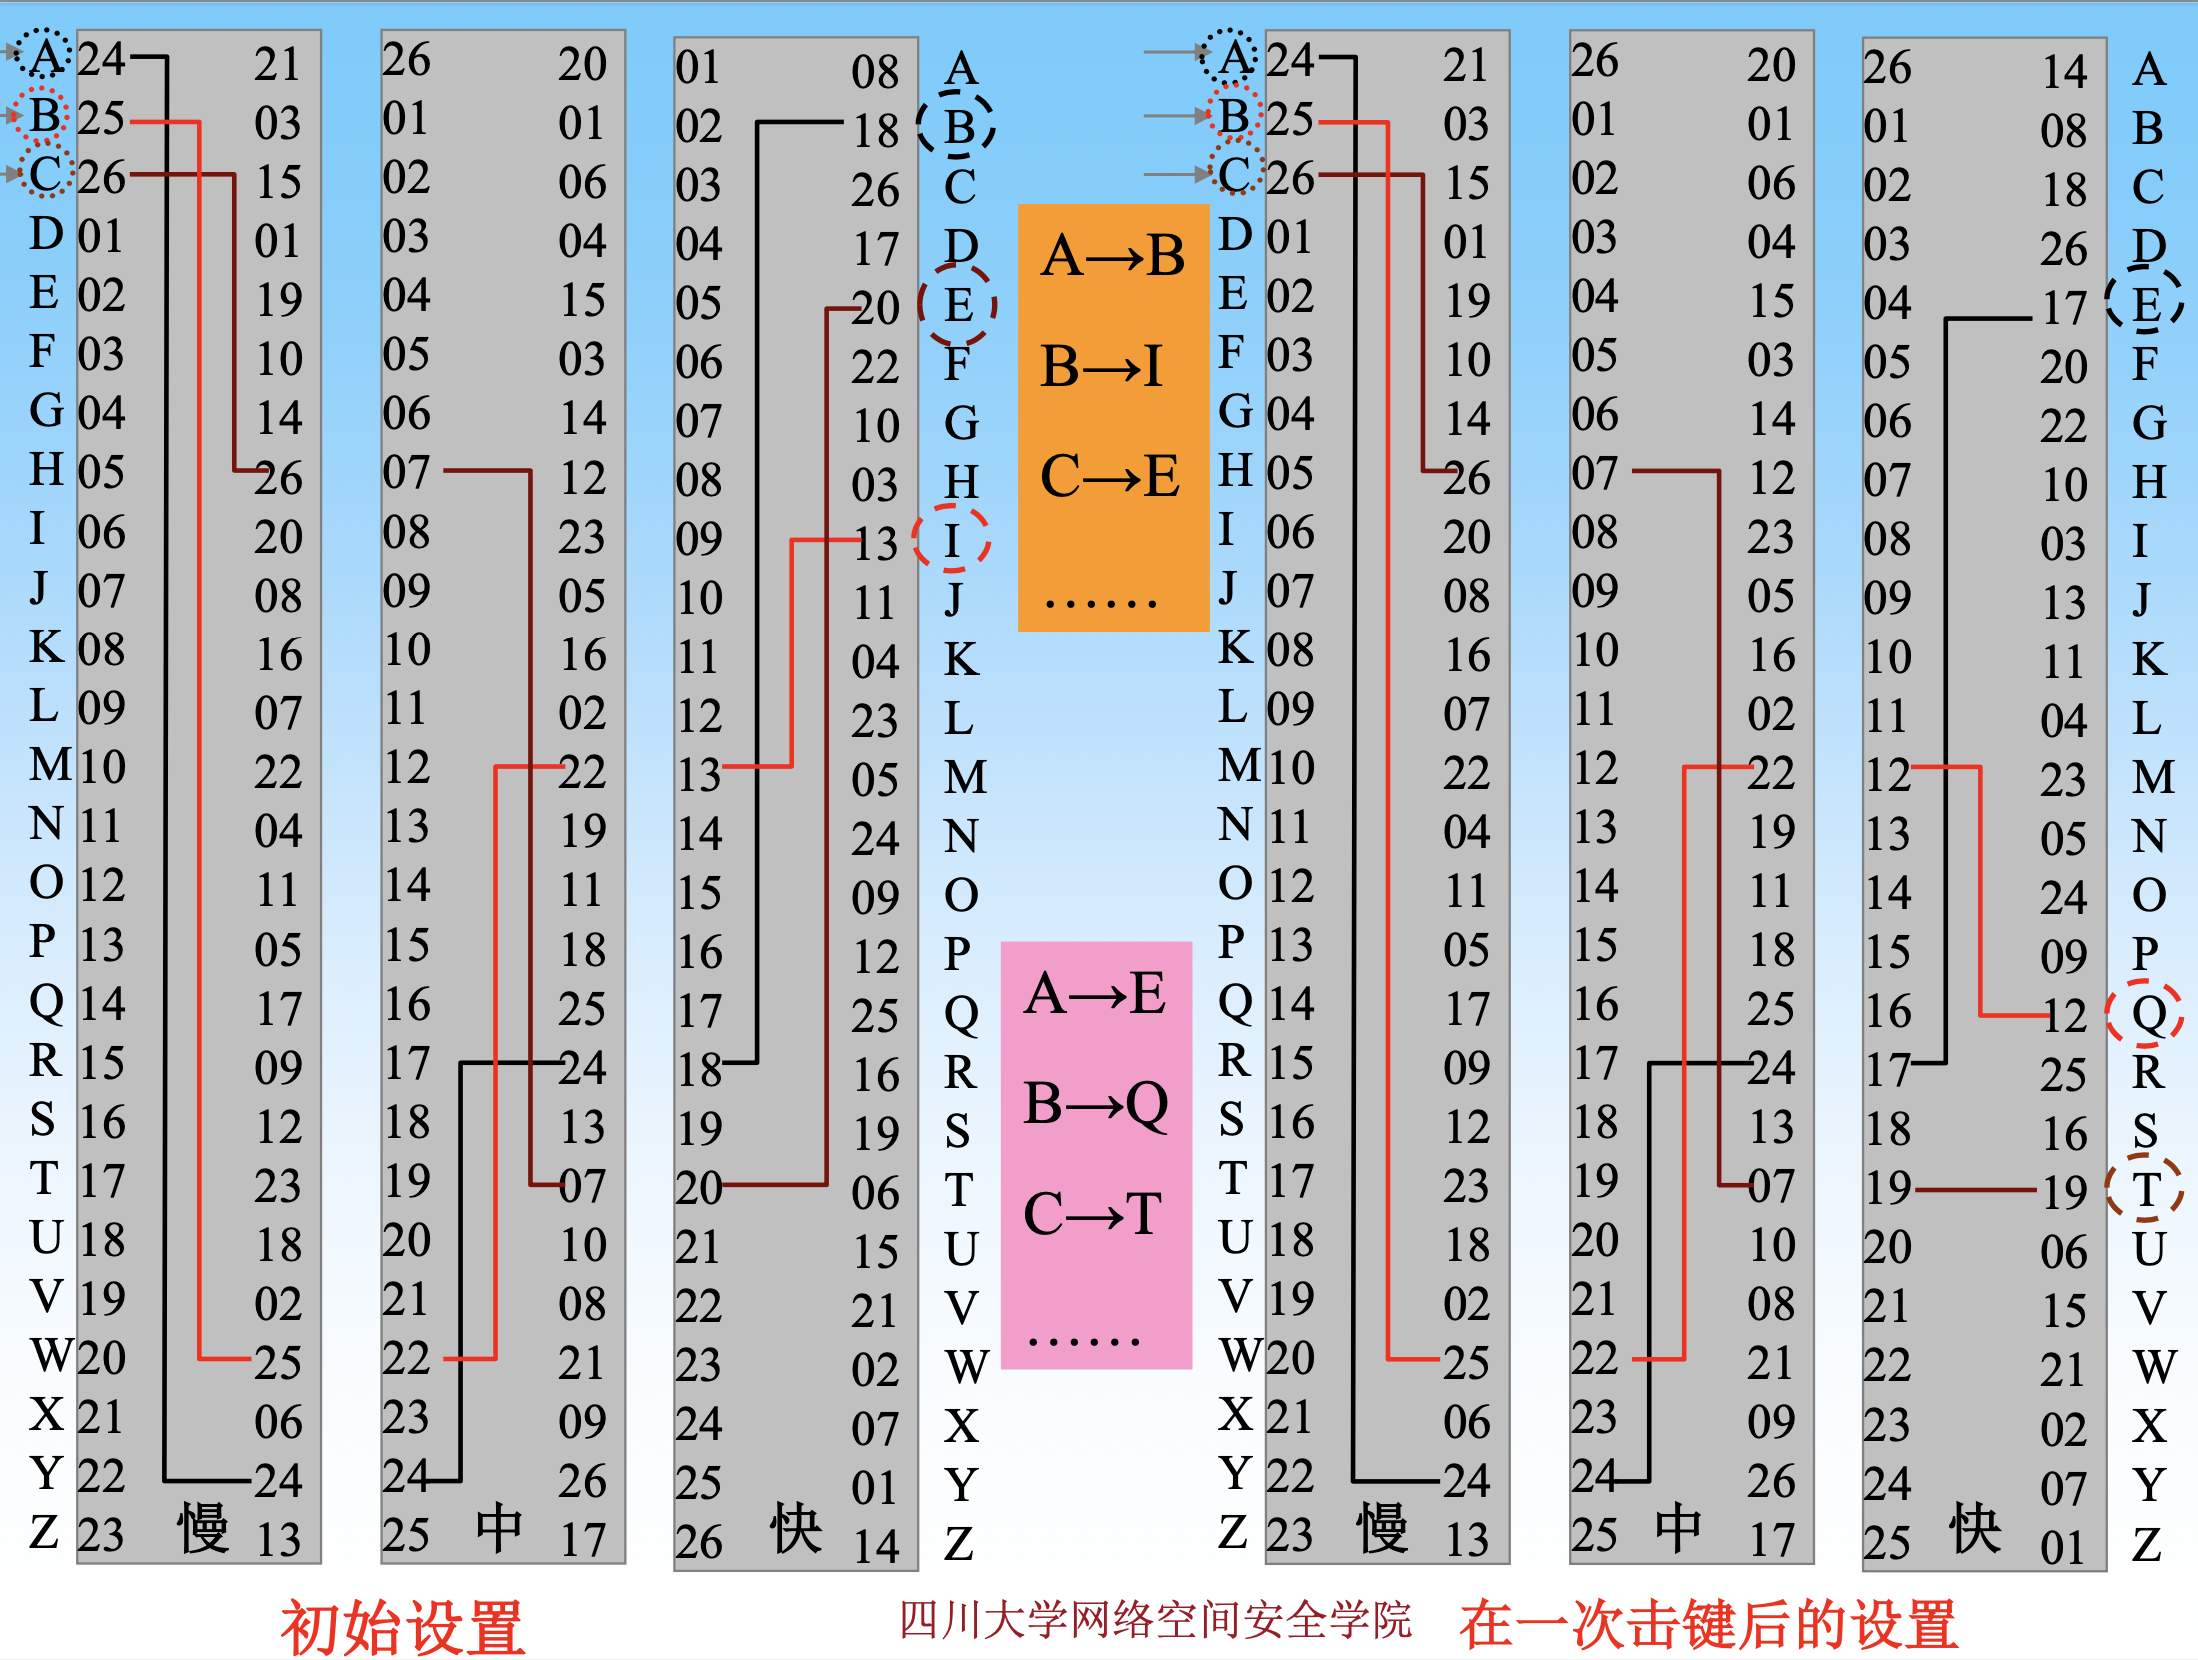 A 24 21 26 20 01 08 A A 24 21 26 20 26 14 A
B 25 03 01 01 02 18 B B 25 03 01 01 01 08 B
C 26 15 02 06 03 26 C C 26 15 02 06 02 18 C
D 01 01 03 04 04 17 D A→B D 01 01 03 04 03 26 D
E 02 19 04 15 05 20 E E 02 19 04 15 04 17 E
F 03 10 05 03 06 22 F B→I F 03 10 05 03 05 20 F
G 04 14 06 14 07 10 G G 04 14 06 14 06 22 G
H 05 26 07 12 08 03 H C→E H 05 26 07 12 07 10 H
I 06 20 08 23 09 13 I I 06 20 08 23 08 03 I
J 07 08 09 05 10 11 J …… J 07 08 09 05 09 13 J
K 08 16 10 16 11 04 K K 08 16 10 16 10 11 K
L 09 07 11 02 12 23 L L 09 07 11 02 11 04 L
M 10 22 12 22 13 05 M M 10 22 12 22 12 23 M
N 11 04 13 19 14 24 N N 11 04 13 19 13 05 N
O 12 11 14 11 15 09 O O 12 11 14 11 14 24 O
P 13 05 15 18 16 12 P P 13 05 15 18 15 09 P
Q 14 17 16 25 17 25 Q A→E Q 14 17 16 25 16 12 Q
R 15 09 17 24 18 16 R R 15 09 17 24 17 25 R
S 16 12 18 13 19 19 S B→Q S 16 12 18 13 18 16 S
T 17 23 19 07 20 06 T T 17 23 19 07 19 19 T
U 18 18 20 10 21 15 U C→T U 18 18 20 10 20 06 U
V 19 02 21 08 22 21 V V 19 02 21 08 21 15 V
W 20 25 22 21 23 02 W …… W 20 25 22 21 22 21 W
X 21 06 23 09 24 07 X X 21 06 23 09 23 02 X
Y 22 24 24 26 25 01 Y Y 22 24 24 26 24 07 Y
Z 23 慢 13 25 中 17 26 快 14 Z Z 23 慢 13 25 中 17 25 快 01 Z
初始设置 四川大学网络空间安全学院 在一次击键后的设置